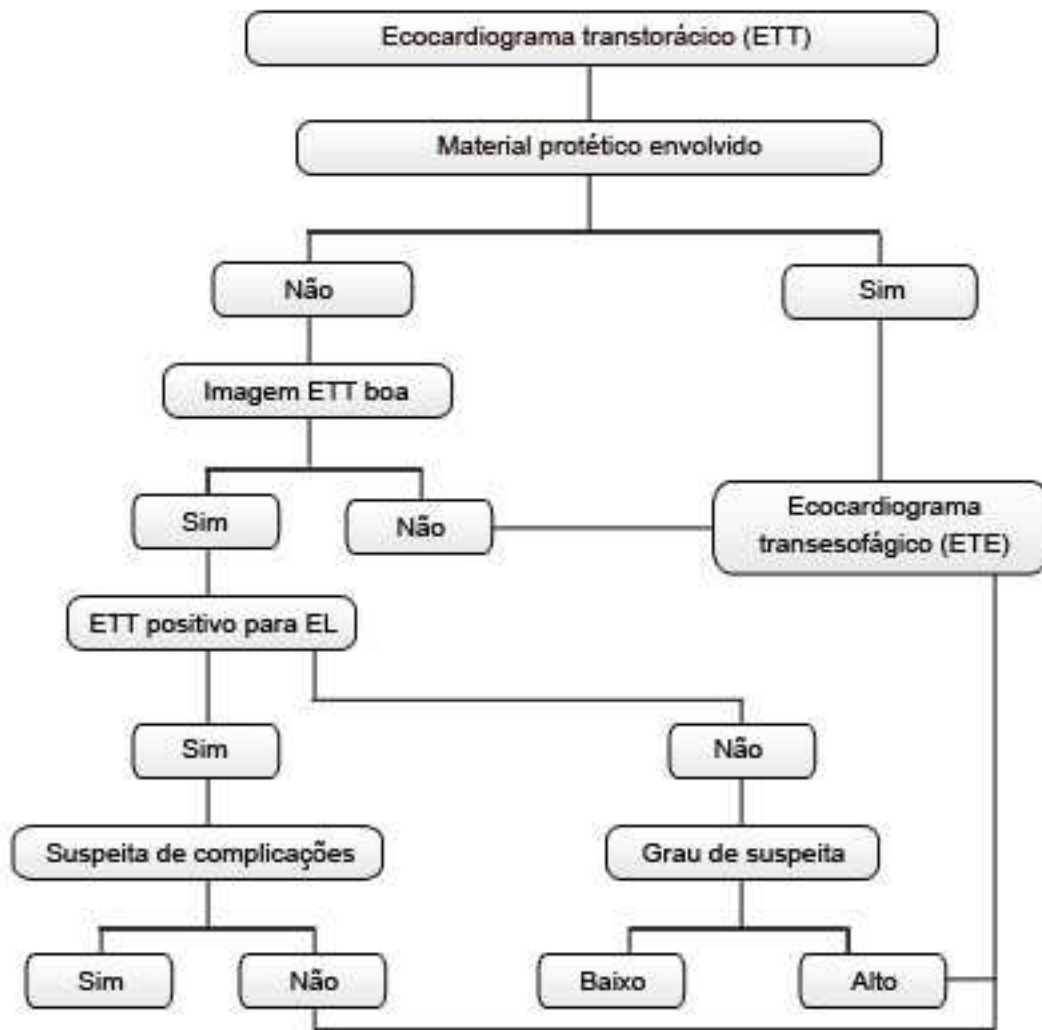 Ecocardiograma transtorácico (ETT)
Material protético envolvido
Não
Sim
Imagem ETT boa
Sim
Não
Ecocardiograma
transesofágico (ETE)
ETT positivo para EL
Sim
Não
Suspeita de complicações
Grau de suspeita
Sim
Não
Baixo
Alto